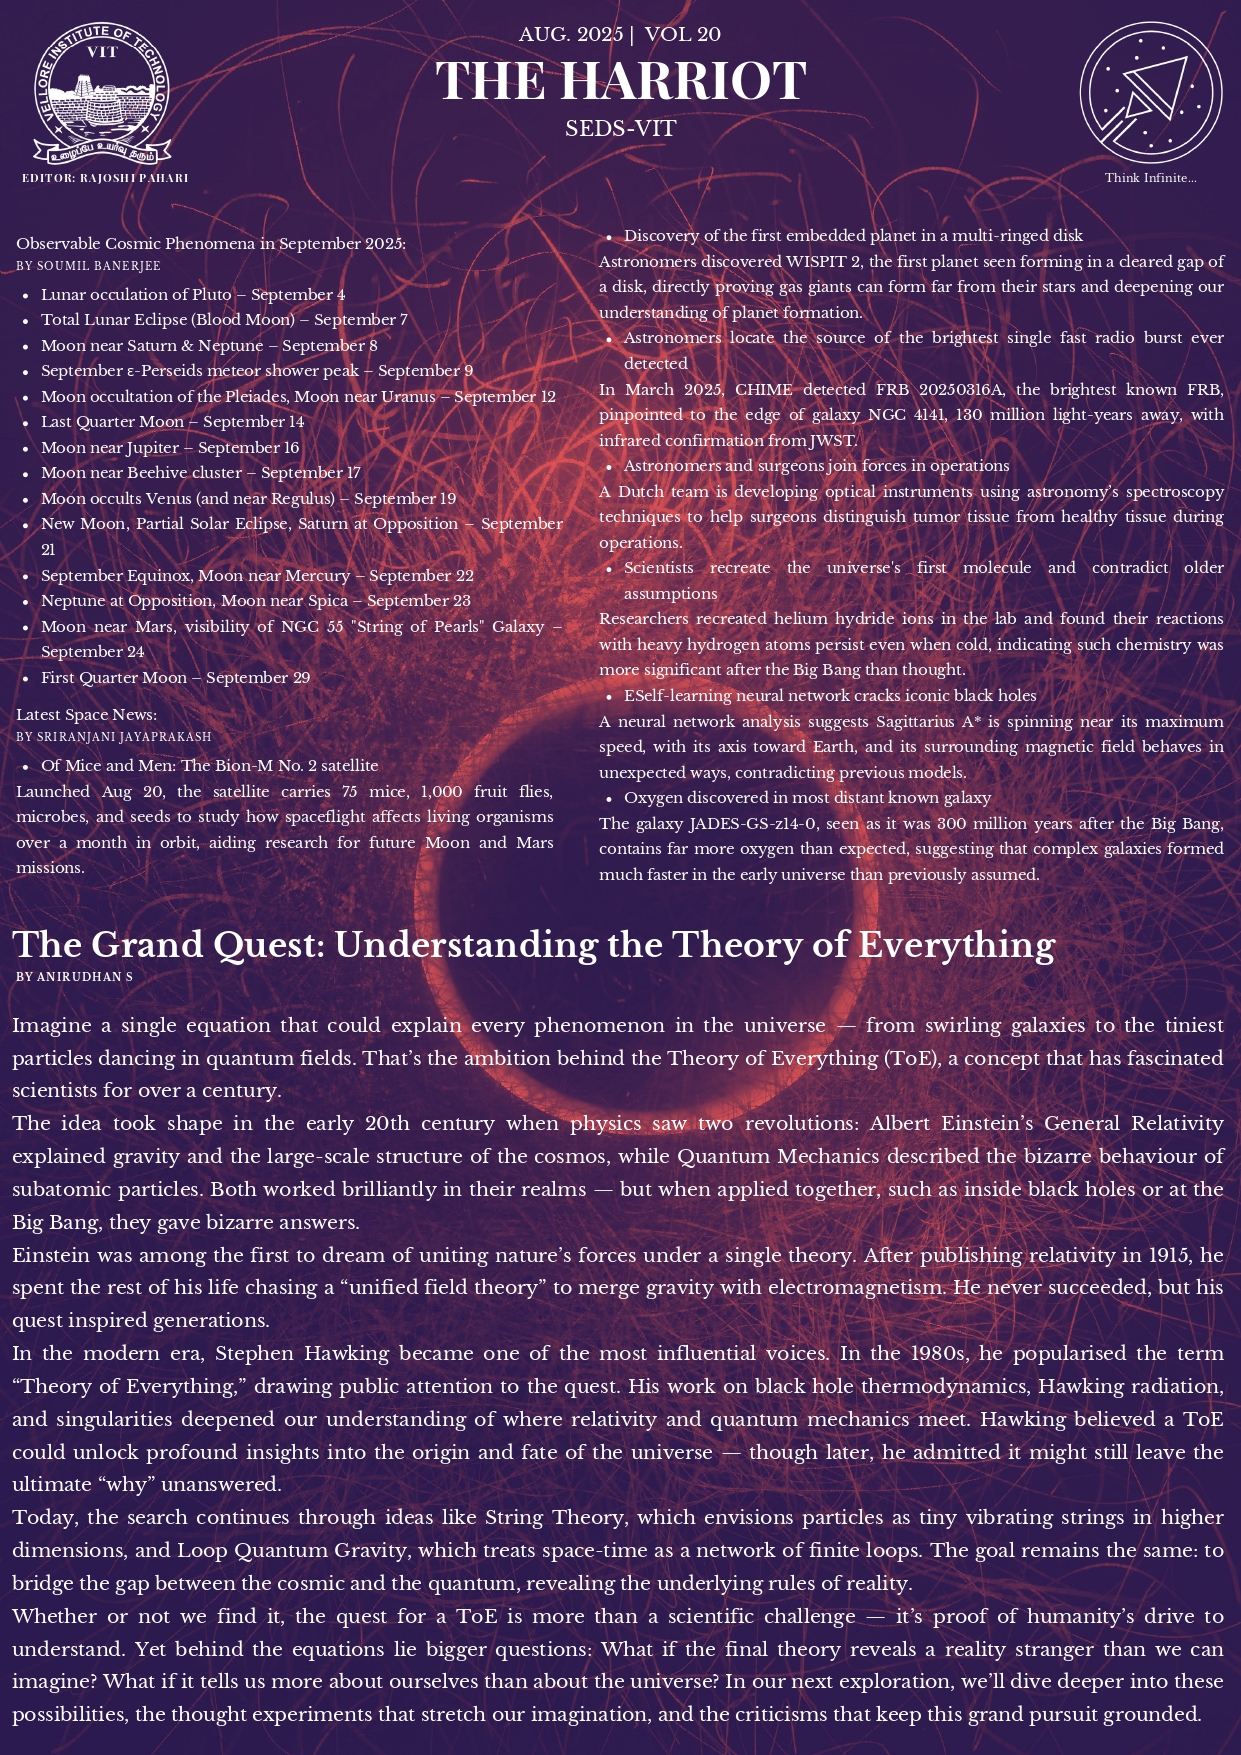 VELLORE INSTITUTE OF TECHNOLOGY
VIT
உழைப்பே உயர்வு தரும்
EDITOR: RAJOSHI PAHARI
AUG. 2025 | VOL 20
THE HARRIOT
SEDS-VIT
Think Infinite...
Observable Cosmic Phenomena in September 2025:
BY SOUMIL BANERJEE
• Lunar occulation of Pluto – September 4
• Total Lunar Eclipse (Blood Moon) – September 7
• Moon near Saturn & Neptune – September 8
• September ε-Perseids meteor shower peak – September 9
• Moon occultation of the Pleiades, Moon near Uranus – September 12
• Last Quarter Moon – September 14
• Moon near Jupiter – September 16
• Moon near Beehive cluster – September 17
• Moon occults Venus (and near Regulus) – September 19
• New Moon, Partial Solar Eclipse, Saturn at Opposition – September
21
• September Equinox, Moon near Mercury – September 22
• Neptune at Opposition, Moon near Spica – September 23
• Moon near Mars, visibility of NGC 55 "String of Pearls" Galaxy –
September 24
• First Quarter Moon – September 29
Latest Space News:
BY SRIRANJANI JAYAPRAKASH
• Of Mice and Men: The Bion-M No. 2 satellite
Launched Aug 20, the satellite carries 75 mice, 1,000 fruit flies,
microbes, and seeds to study how spaceflight affects living organisms
over a month in orbit, aiding research for future Moon and Mars
missions.
• Discovery of the first embedded planet in a multi-ringed disk
Astronomers discovered WISPIT 2, the first planet seen forming in a cleared gap of
a disk, directly proving gas giants can form far from their stars and deepening our
understanding of planet formation.
• Astronomers locate the source of the brightest single fast radio burst ever
detected
In March 2025, CHIME detected FRB 20250316A, the brightest known FRB,
pinpointed to the edge of galaxy NGC 4141, 130 million light-years away, with
infrared confirmation from JWST.
• Astronomers and surgeons join forces in operations
A Dutch team is developing optical instruments using astronomy’s spectroscopy
techniques to help surgeons distinguish tumor tissue from healthy tissue during
operations.
• Scientists recreate the universe's first molecule and contradict older
assumptions
Researchers recreated helium hydride ions in the lab and found their reactions
with heavy hydrogen atoms persist even when cold, indicating such chemistry was
more significant after the Big Bang than thought.
• ESelf-learning neural network cracks iconic black holes
A neural network analysis suggests Sagittarius A* is spinning near its maximum
speed, with its axis toward Earth, and its surrounding magnetic field behaves in
unexpected ways, contradicting previous models.
• Oxygen discovered in most distant known galaxy
The galaxy JADES-GS-z14-0, seen as it was 300 million years after the Big Bang,
contains far more oxygen than expected, suggesting that complex galaxies formed
much faster in the early universe than previously assumed.
The Grand Quest: Understanding the Theory of Everything
BY ANIRUDHAN S
Imagine a single equation that could explain every phenomenon in the universe — from swirling galaxies to the tiniest
particles dancing in quantum fields. That’s the ambition behind the Theory of Everything (ToE), a concept that has fascinated
scientists for over a century.
The idea took shape in the early 20th century when physics saw two revolutions: Albert Einstein’s General Relativity
explained gravity and the large-scale structure of the cosmos, while Quantum Mechanics described the bizarre behaviour of
subatomic particles. Both worked brilliantly in their realms — but when applied together, such as inside black holes or at the
Big Bang, they gave bizarre answers.
Einstein was among the first to dream of uniting nature’s forces under a single theory. After publishing relativity in 1915, he
spent the rest of his life chasing a “unified field theory” to merge gravity with electromagnetism. He never succeeded, but his
quest inspired generations.
In the modern era, Stephen Hawking became one of the most influential voices. In the 1980s, he popularised the term
“Theory of Everything,” drawing public attention to the quest. His work on black hole thermodynamics, Hawking radiation,
and singularities deepened our understanding of where relativity and quantum mechanics meet. Hawking believed a ToE
could unlock profound insights into the origin and fate of the universe — though later, he admitted it might still leave the
ultimate “why” unanswered.
Today, the search continues through ideas like String Theory, which envisions particles as tiny vibrating strings in higher
dimensions, and Loop Quantum Gravity, which treats space-time as a network of finite loops. The goal remains the same: to
bridge the gap between the cosmic and the quantum, revealing the underlying rules of reality.
Whether or not we find it, the quest for a ToE is more than a scientific challenge — it’s proof of humanity’s drive to
understand. Yet behind the equations lie bigger questions: What if the final theory reveals a reality stranger than we can
imagine? What if it tells us more about ourselves than about the universe? In our next exploration, we’ll dive deeper into these
possibilities, the thought experiments that stretch our imagination, and the criticisms that keep this grand pursuit grounded.